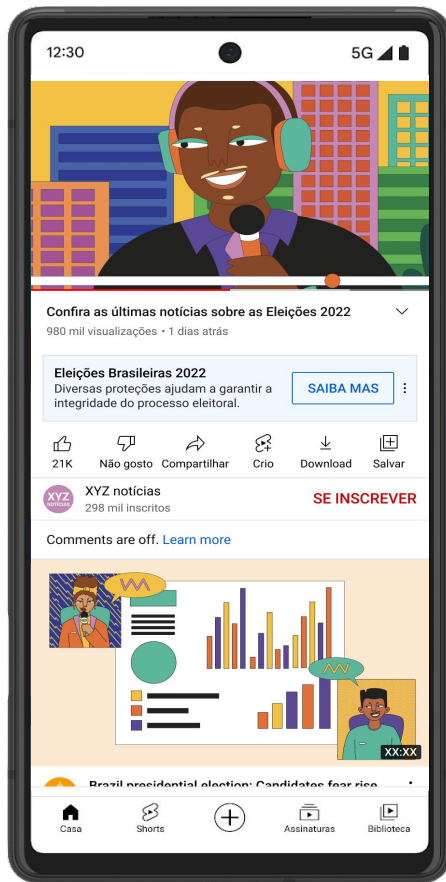 12:30 5G
Confira as últimas notícias sobre as Eleições 2022
980 mil visualizações • 1 dias atrás
Eleições Brasileiras 2022
Diversas proteções ajudam a garantir a
integridade do processo eleitoral.
SAIBA MAS
21K Não gosto Compartilhar Crio Download Salvar
XYZ NOTÍCIAS
XYZ notícias
298 mil inscritos
SE INSCREVER
Comments are off. Learn more
XX:XX
Brazil presidential election: Candidates fear rise
Casa Shorts Assinaturas Biblioteca